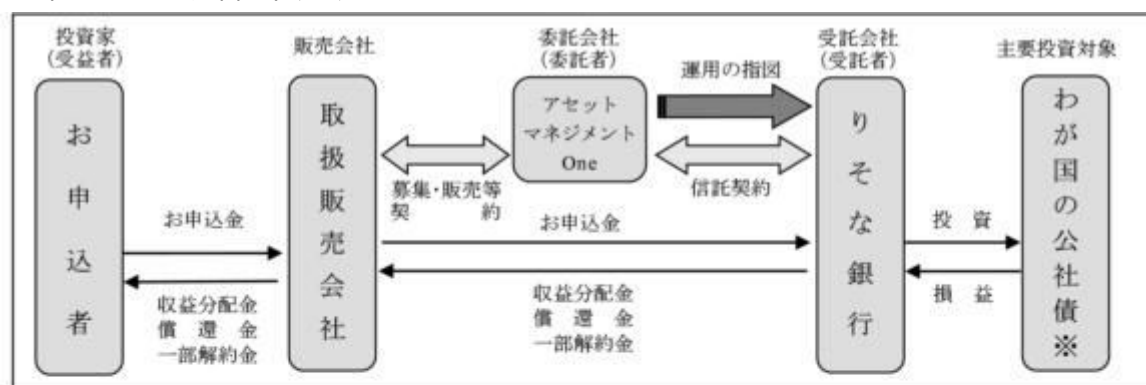 投資家
(受益者)
お申込者
販売会社
取扱販売会社
委託会社
(委託者)
アセット
マネジメント
One
運用の指図
受託会社
(受託者)
りそな銀行
主要投資対象
わが国の公社債※
募集・販売等
契約
信託契約
お申込金
お申込金
投資
収益分配金
償還金
一部解約金
収益分配金
償還金
一部解約金
損益